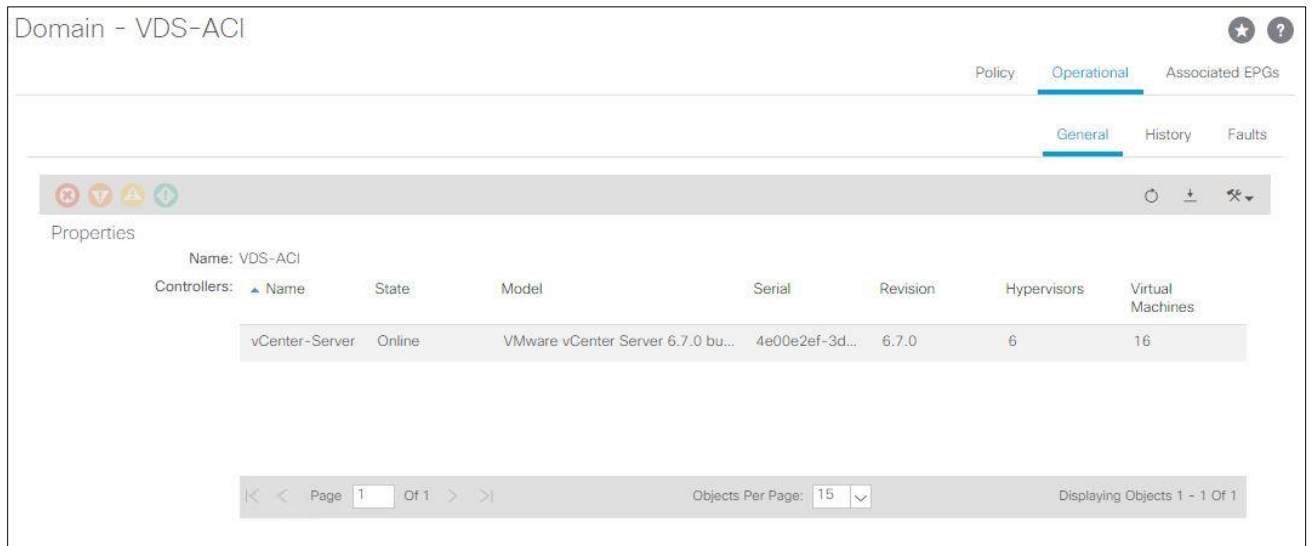 Domain - VDS-ACI
Policy Operational Associated EPGs
General History Faults
Properties
Name: VDS-ACI
Controllers: Name State Model Serial Revision Hypervisors Virtual Machines
vCenter-Server Online VMware vCenter Server 6.7.0 bu... 4e00e2ef-3d... 6.7.0 6 16
Page 1 Of 1 Objects Per Page: 15 Displaying Objects 1 - 1 Of 1